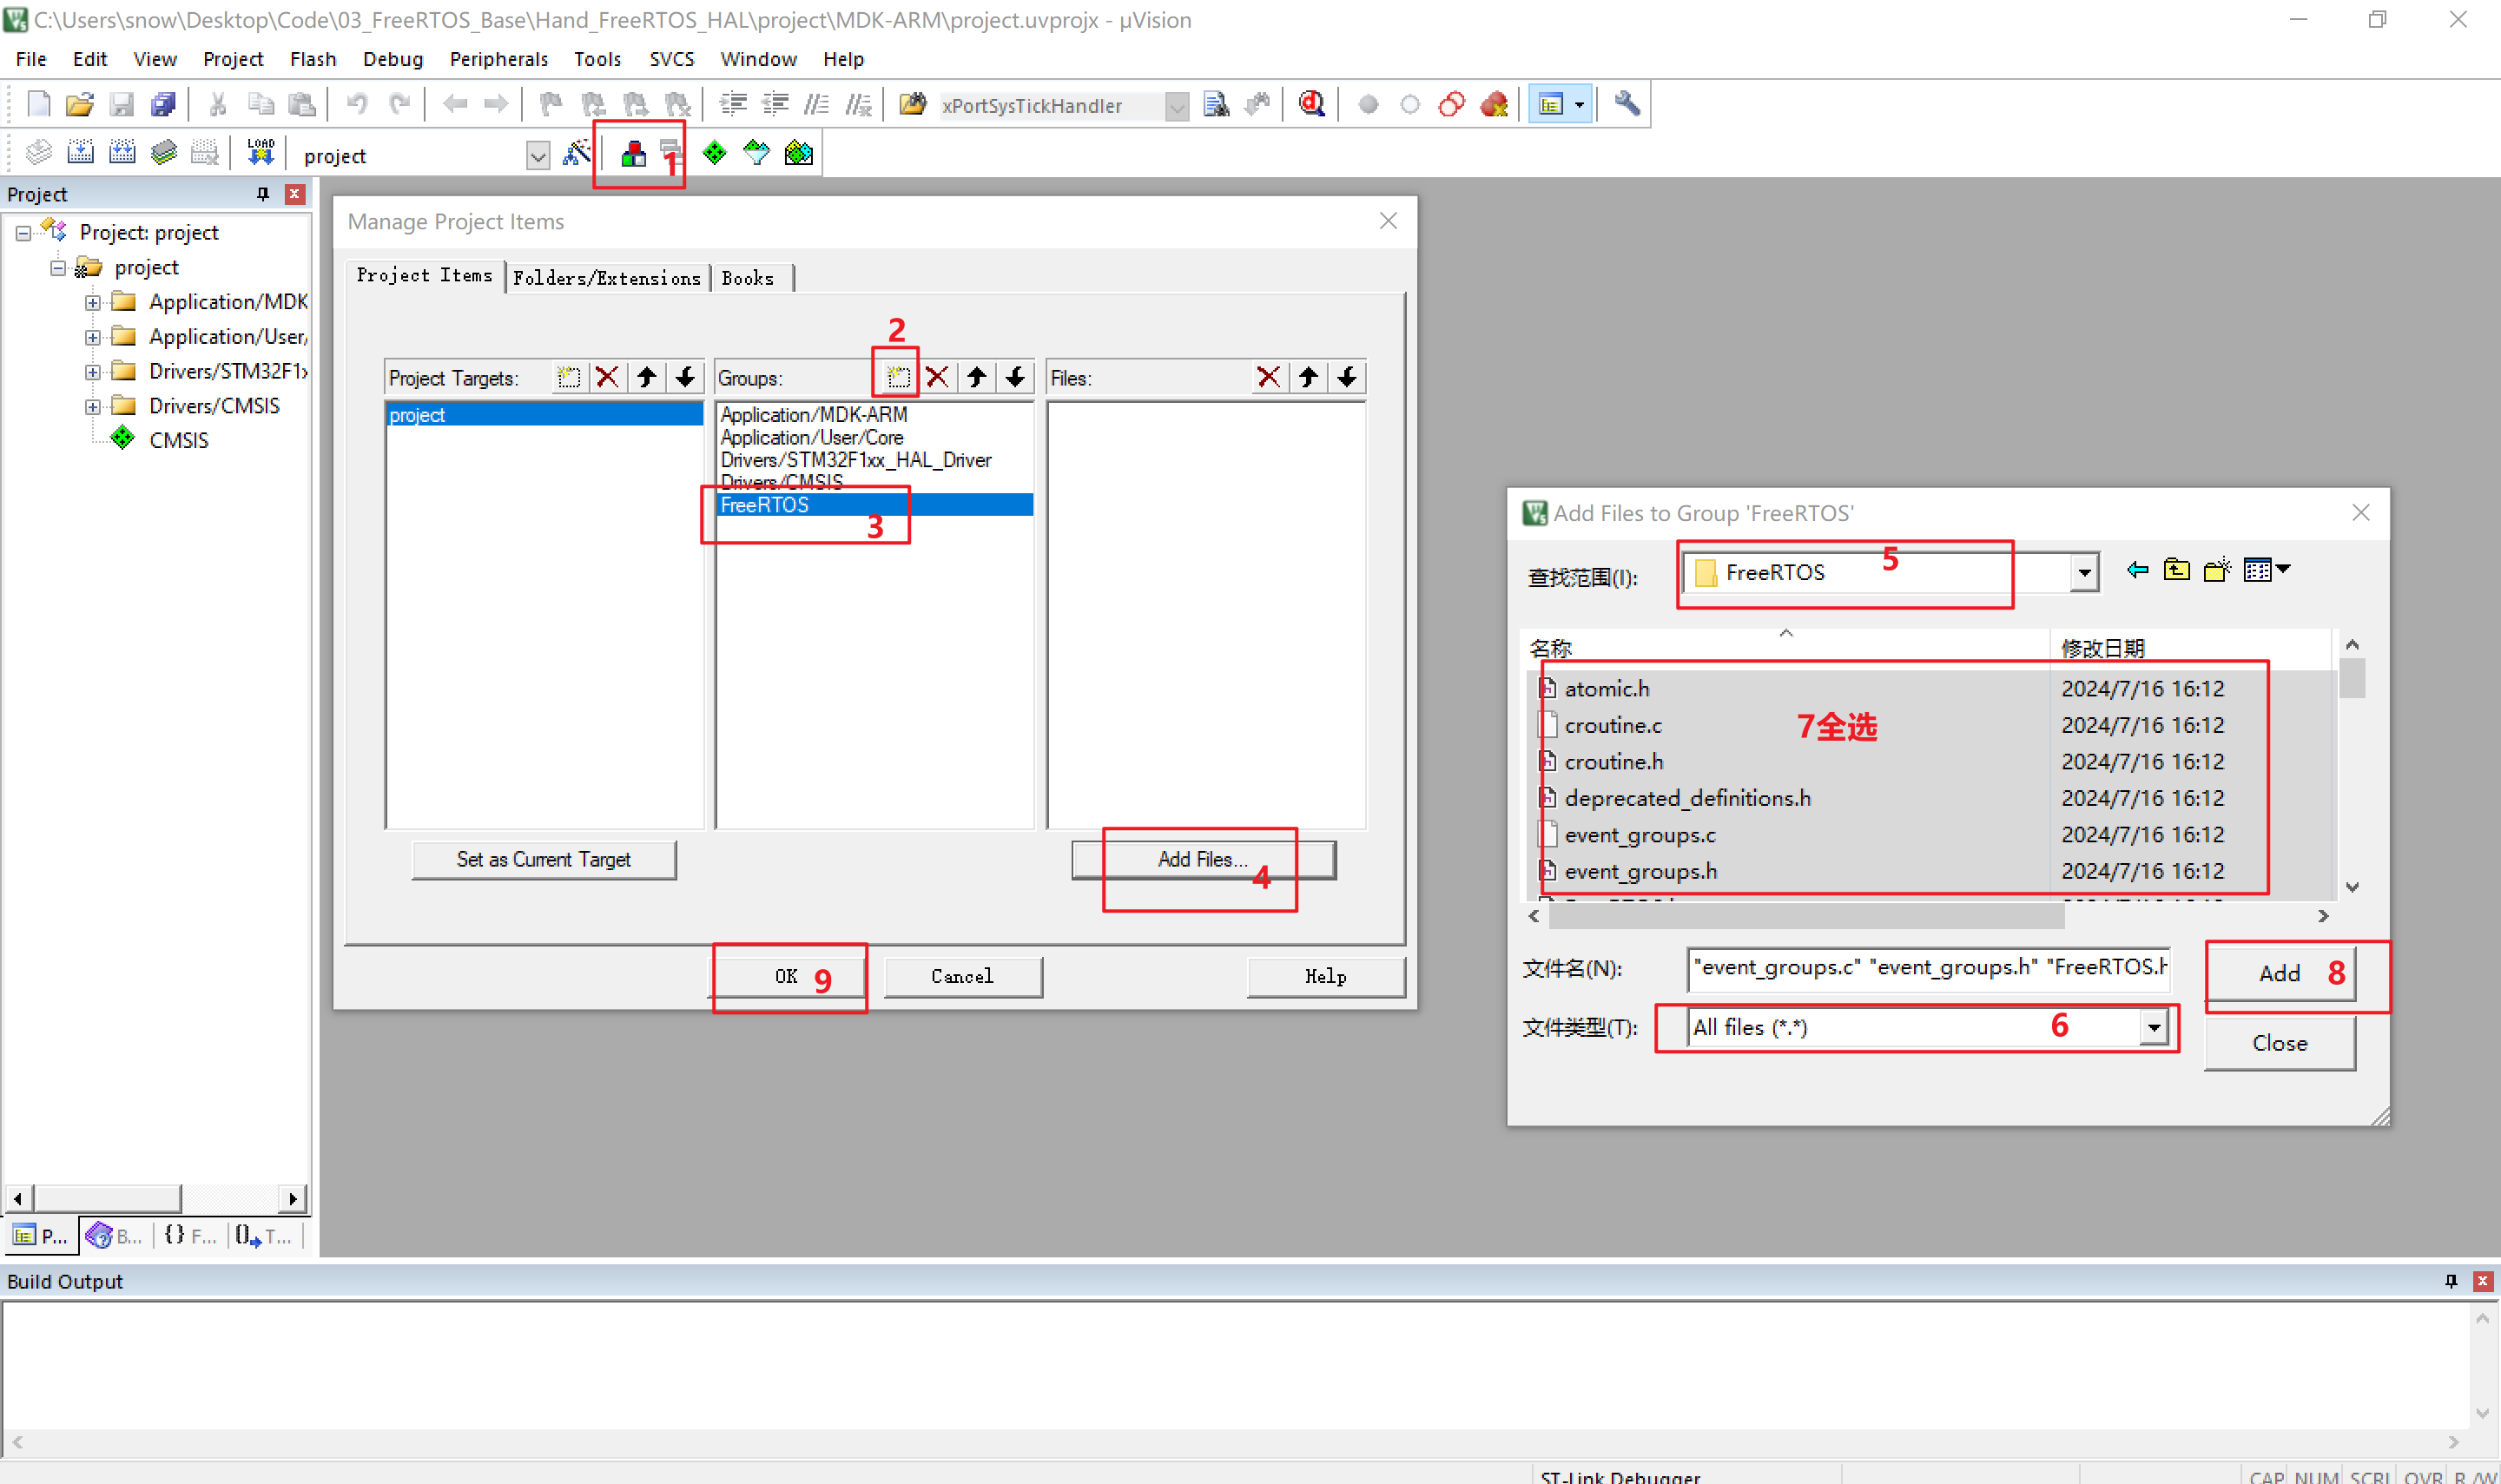 C:\Users\snow\Desktop\Code\03_FreeRTOS_Base\Hand_FreeRTOS_HAL\project\MDK-ARM\project.uvprojx - µVision
File Edit View Project Flash Debug Peripherals Tools SVCS Window Help
xPortSysTickHandler
LOAD
project
1
Project
Project: project
project
Application/MDK
Application/User/
Drivers/STM32F1x
Drivers/CMSIS
CMSIS
P... B... F... T...
Manage Project Items
Project Items Folders/Extensions Books
2
Project Targets: Groups: Files:
project
Application/MDK-ARM
Application/User/Core
Drivers/STM32F1xx_HAL_Driver
Drivers/CMSIS
FreeRTOS
3
Set as Current Target
Add Files...
4
OK 9 Cancel Help
Add Files to Group 'FreeRTOS'
查找范围(I): FreeRTOS 5
名称 修改日期
atomic.h 2024/7/16 16:12
croutine.c 2024/7/16 16:12
7全选
croutine.h 2024/7/16 16:12
deprecated_definitions.h 2024/7/16 16:12
event_groups.c 2024/7/16 16:12
event_groups.h 2024/7/16 16:12
文件名(N): "event_groups.c" "event_groups.h" "FreeRTOS.h
Add 8
文件类型(T): All files (*.*) 6
Close
Build Output
ST-Link Debugger CAP NUM SCRL OVR R/W